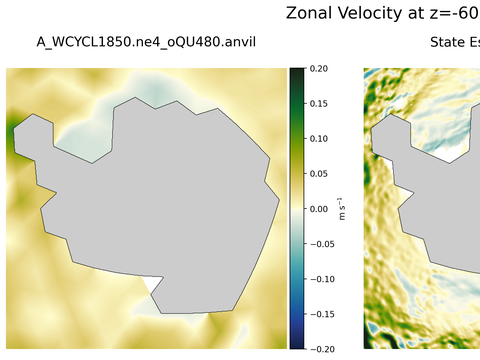 Zonal Velocity at z=-60
A_WCYCL1850.ne4_oQU480.anvil
State Es
0.20
0.15
0.10
0.05
0.00
−0.05
−0.10
−0.15
−0.20
m s⁻¹